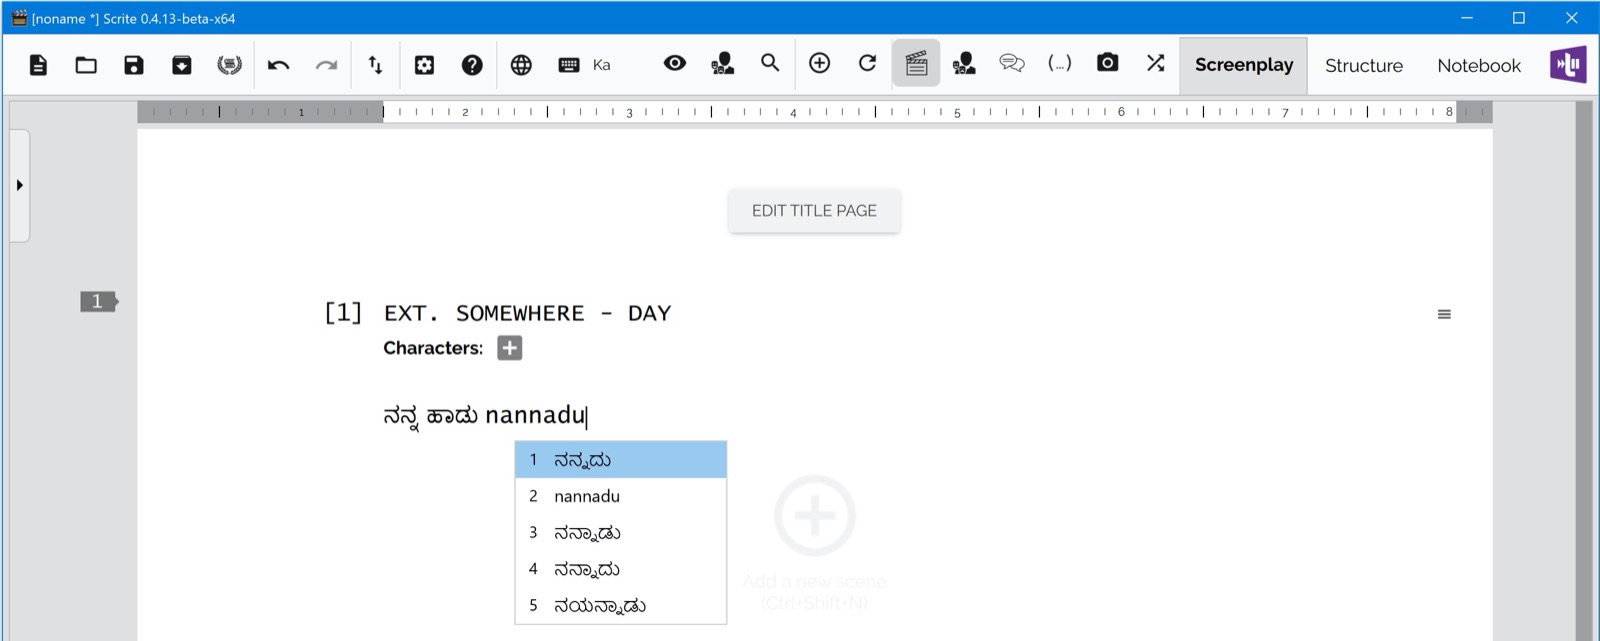 [noname *] Scrite 0.4.13-beta-x64
Ka
(...)
Screenplay Structure Notebook
1 2 3 4 5 6 7 8
EDIT TITLE PAGE
1
[1] EXT. SOMEWHERE - DAY
Characters:
ನನ್ನ ಹಾಡು nannadu
1 ನನ್ನದು
2 nannadu
3 ನನ್ನಾಡು
4 ನನ್ನಾದು
5 ನಯನ್ನಾಡು
Add a new scene
(Ctrl+Shift+N)